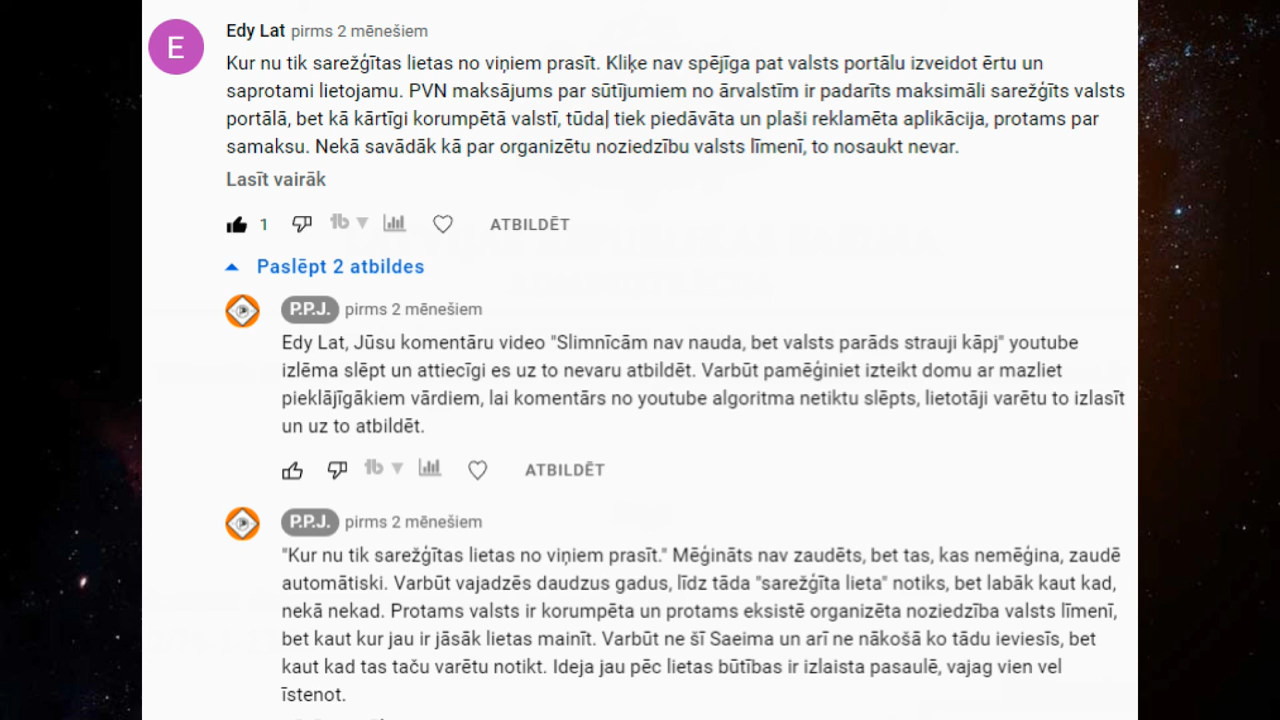 E
Edy Lat pirms 2 mēnešiem
Kur nu tik sarežģītas lietas no viņiem prasīt. Kliķe nav spējīga pat valsts portālu izveidot ērtu un
saprotami lietojamu. PVN maksājums par sūtījumiem no ārvalstīm ir padarīts maksimāli sarežģīts valsts
portālā, bet kā kārtīgi korumpētā valstī, tūdaļ tiek piedāvāta un plaši reklamēta aplikācija, protams par
samaksu. Nekā savādāk kā par organizētu noziedzību valsts līmenī, to nosaukt nevar.
Lasīt vairāk
1 tb ATBILDĒT
Paslēpt 2 atbildes
P.P.J. pirms 2 mēnešiem
Edy Lat, Jūsu komentāru video "Slimnīcām nav nauda, bet valsts parāds strauji kāpj" youtube
izlēma slēpt un attiecīgi es uz to nevaru atbildēt. Varbūt pamēģiniet izteikt domu ar mazliet
pieklājīgākiem vārdiem, lai komentārs no youtube algoritma netiktu slēpts, lietotāji varētu to izlasīt
un uz to atbildēt.
tb ATBILDĒT
P.P.J. pirms 2 mēnešiem
"Kur nu tik sarežģītas lietas no viņiem prasīt." Mēģināts nav zaudēts, bet tas, kas nemēģina, zaudē
automātiski. Varbūt vajadzēs daudzus gadus, līdz tāda "sarežģīta lieta" notiks, bet labāk kaut kad,
nekā nekad. Protams valsts ir korumpēta un protams eksistē organizēta noziedzība valsts līmenī,
bet kaut kur jau ir jāsāk lietas mainīt. Varbūt ne šī Saeima un arī ne nākošā ko tādu ieviesīs, bet
kaut kad tas taču varētu notikt. Ideja jau pēc lietas būtības ir izlaista pasaulē, vajag vien vel
īstenot.